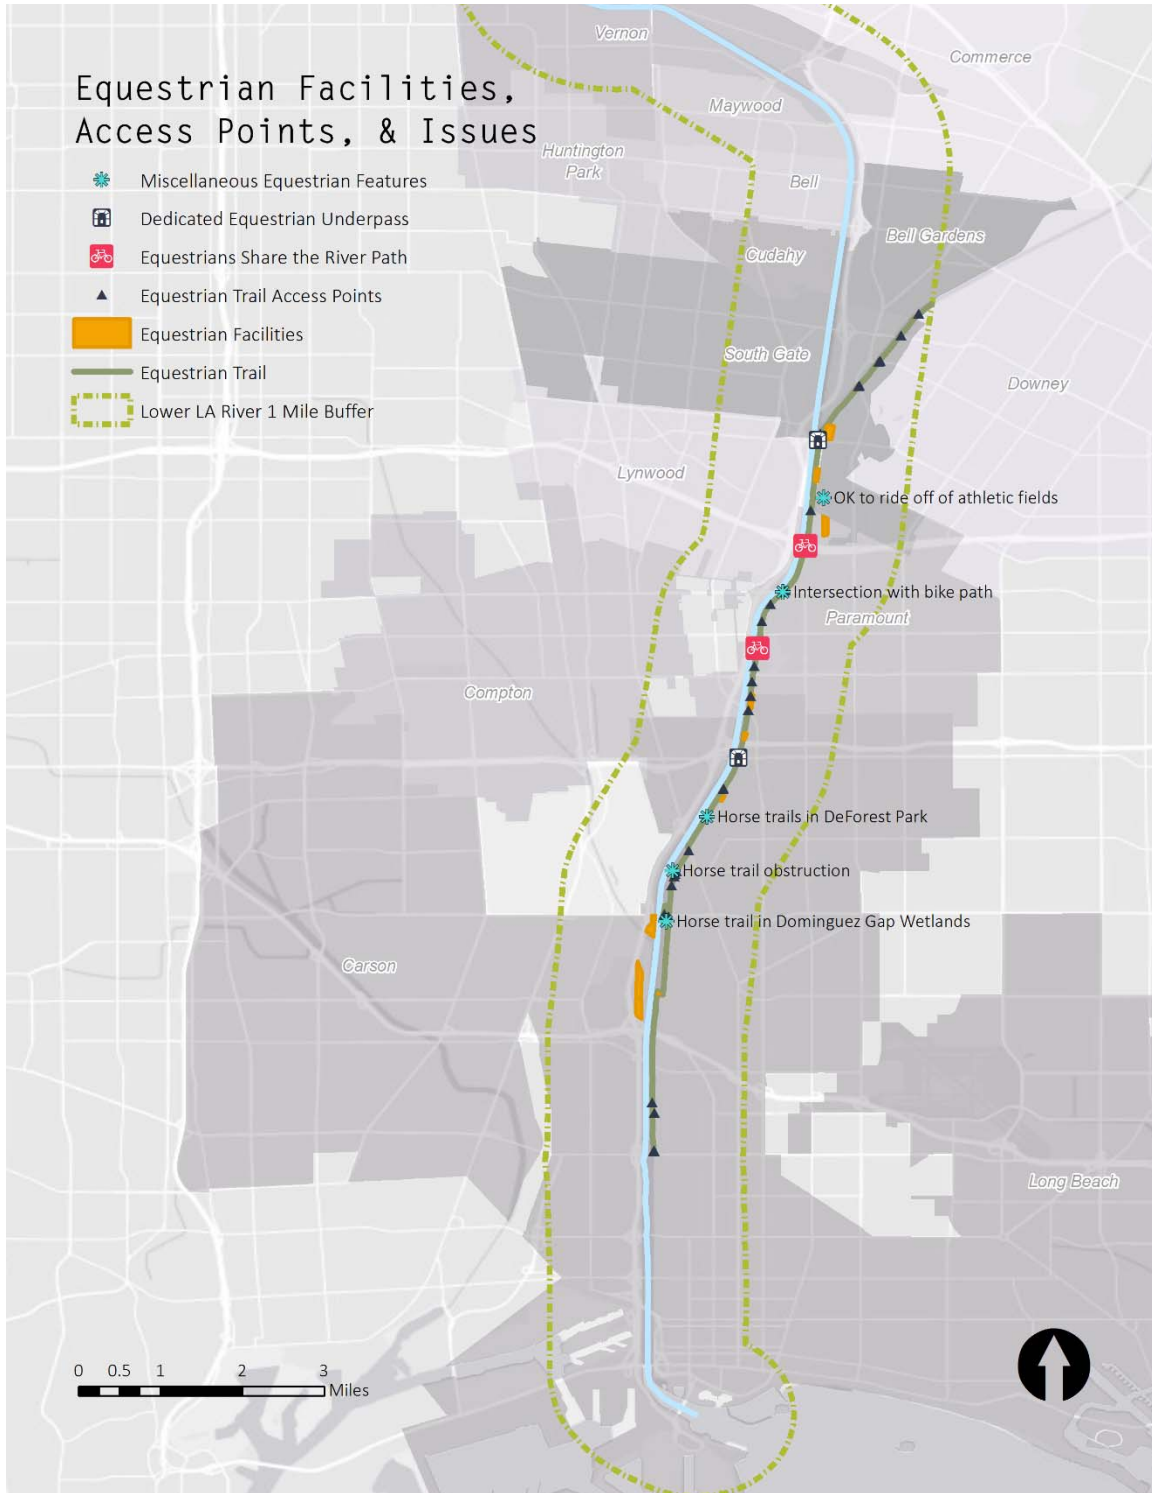 Vernon
Commerce
Equestrian Facilities,
Access Points, & Issues
Maywood
Huntington
Park
Bell
Miscellaneous Equestrian Features
Dedicated Equestrian Underpass
Bell Gardens
Equestrians Share the River Path
Cudahy
Equestrian Trail Access Points
Equestrian Facilities
South Gate
Equestrian Trail
Downey
Lower LA River 1 Mile Buffer
Lynwood
OK to ride off of athletic fields
Intersection with bike path
Paramount
Compton
Horse trails in DeForest Park
Horse trail obstruction
Horse trail in Dominguez Gap Wetlands
Carson
Long Beach
0 0.5 1 2 3
Miles